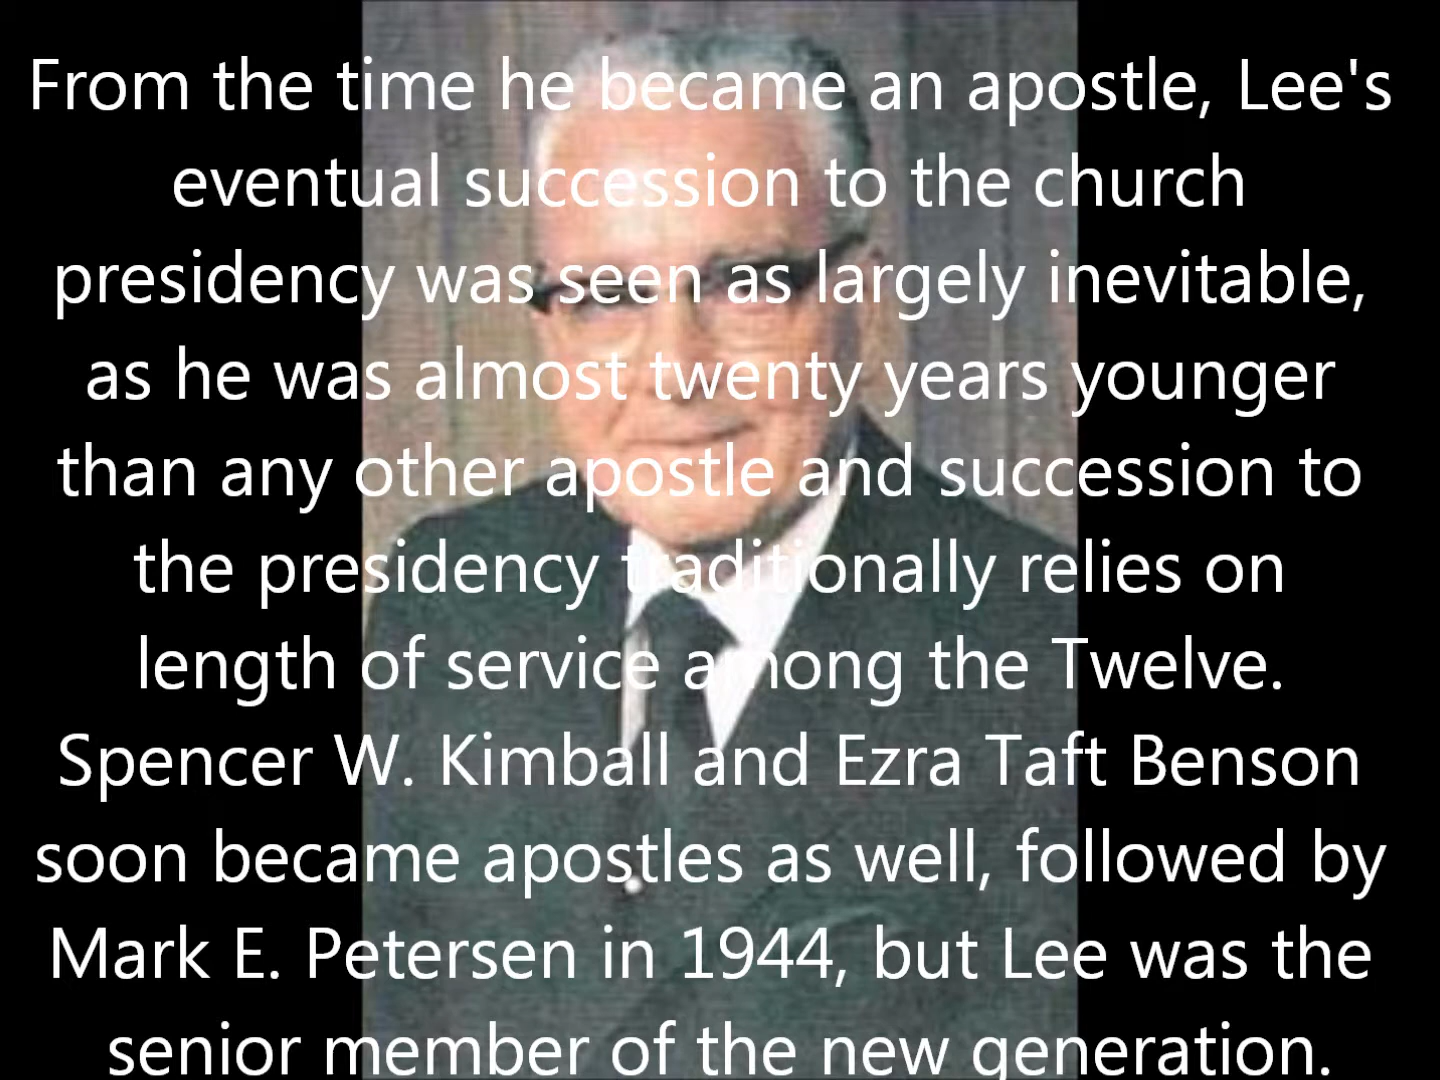 From the time he became an apostle, Lee's
eventual succession to the church
presidency was seen as largely inevitable,
as he was almost twenty years younger
than any other apostle and succession to
the presidency traditionally relies on
length of service among the Twelve.
Spencer W. Kimball and Ezra Taft Benson
soon became apostles as well, followed by
Mark E. Petersen in 1944, but Lee was the
senior member of the new generation.